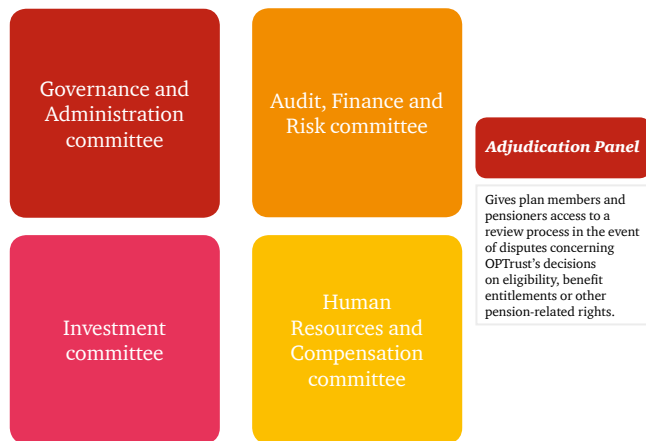 Governance and
Administration
committee
Audit, Finance and
Risk committee
Adjudication Panel
Gives plan members and
pensioners access to a
review process in the event
of disputes concerning
OPTrust’s decisions
on eligibility, benefit
entitlements or other
pension-related rights.
Investment
committee
Human
Resources and
Compensation
committee